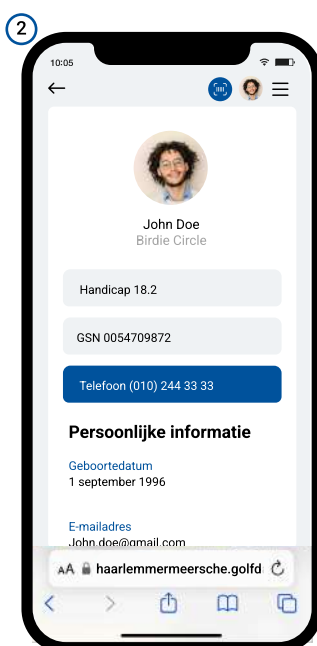 2
10:05
John Doe
Birdie Circle
Handicap 18.2
GSN 0054709872
Telefoon (010) 244 33 33
Persoonlijke informatie
Geboortedatum
1 september 1996
E-mailadres
John.doe@gmail.com
AA haarlemmermeersche.golfd